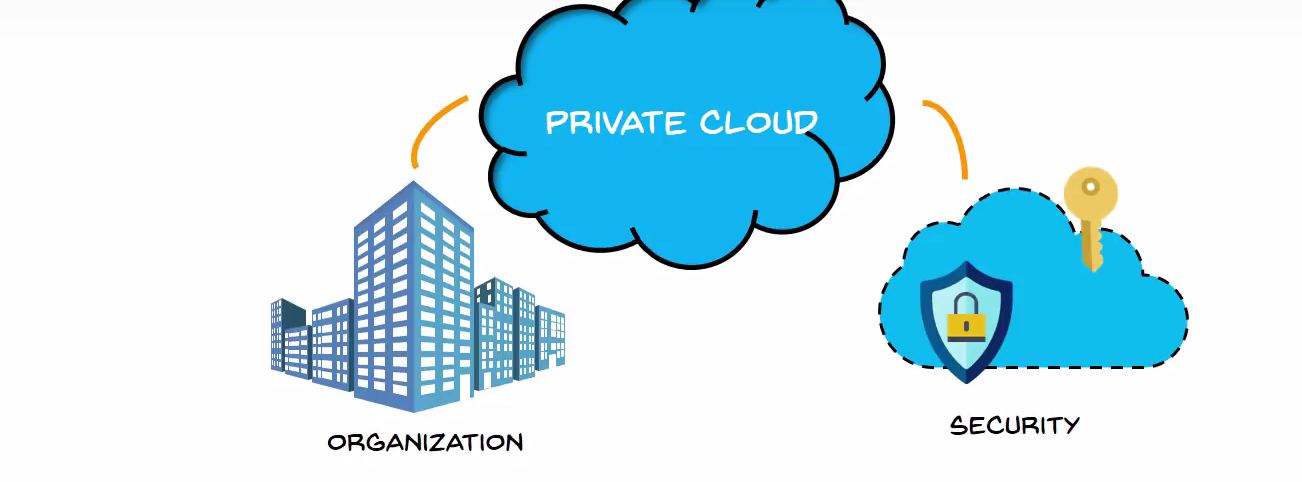 PRIVATE CLOUD
ORGANIZATION
SECURITY